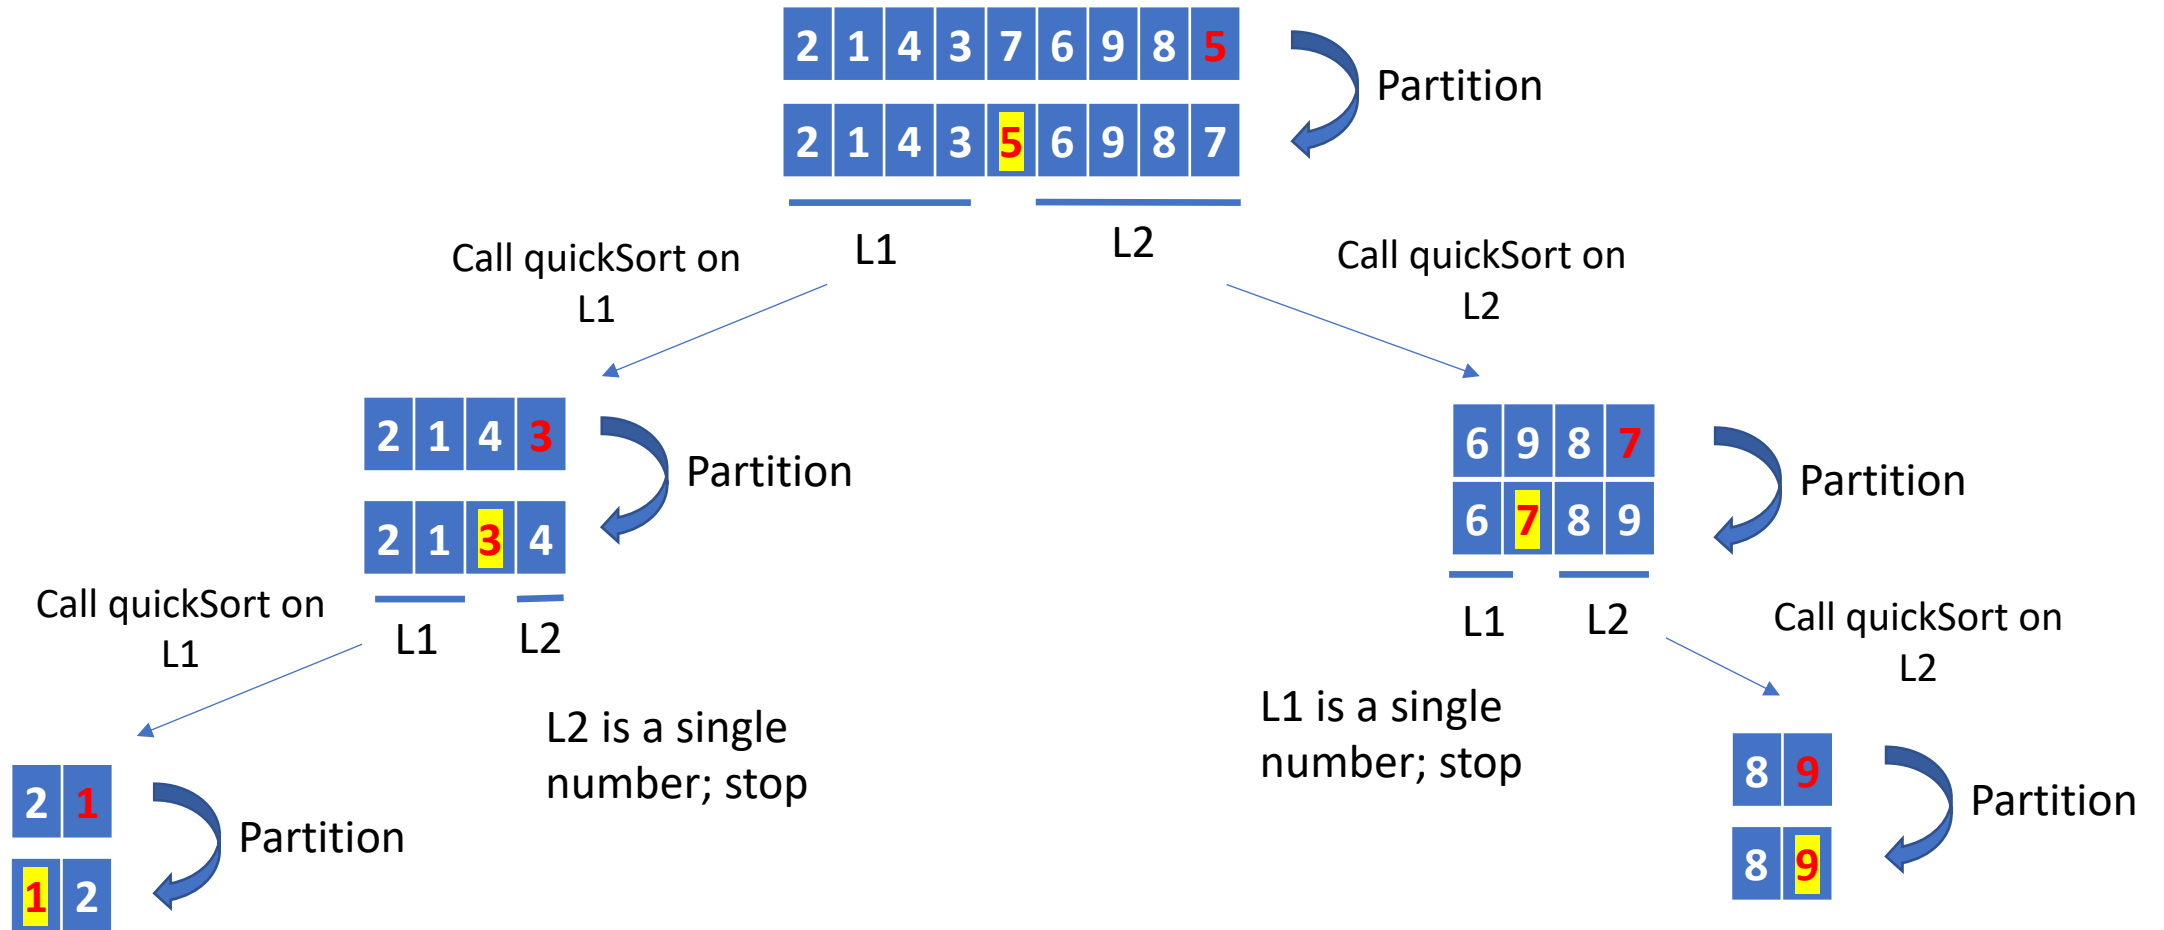 2 1 4 3 7 6 9 8 5
Partition
2 1 4 3 5 6 9 8 7
L1
L2
Call quickSort on
L1
Call quickSort on
L2
2 1 4 3
Partition
2 1 3 4
L1
L2
6 9 8 7
Partition
6 7 8 9
L1
L2
Call quickSort on
L1
L2 is a single
number; stop
L1 is a single
number; stop
Call quickSort on
L2
2 1
Partition
1 2
8 9
Partition
8 9